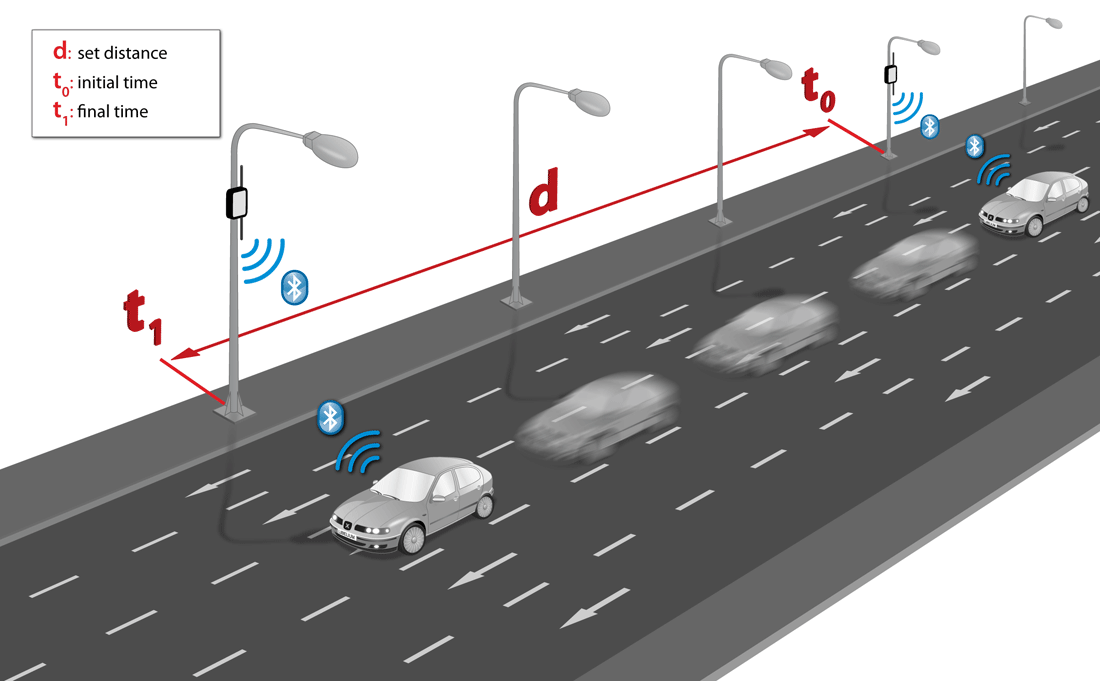 d: set distance
t0: initial time
t1: final time
t0
d
t1